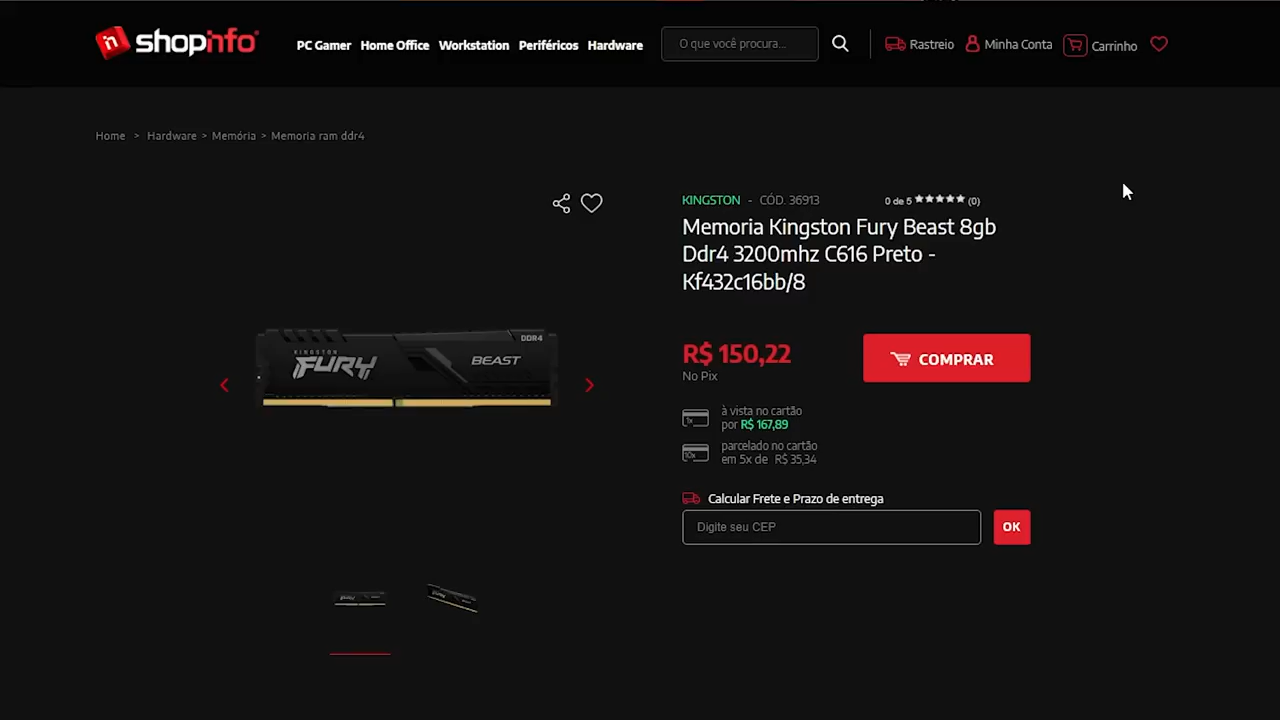 in shopinfo
PC Gamer Home Office Workstation Periféricos Hardware
O que você procura...
Rastreio Minha Conta Carrinho
Home > Hardware > Memória > Memoria ram ddr4
KINGSTON - CÓD. 36913
0 de 5 ★★★★★ (0)
Memoria Kingston Fury Beast 8gb
Ddr4 3200mhz C616 Preto -
Kf432c16bb/8
DDR4
KINGSTON
FURY
BEAST
R$ 150,22
No Pix
COMPRAR
1x
à vista no cartão
por R$ 167,89
10x
parcelado no cartão
em 5x de R$ 35,34
Calcular Frete e Prazo de entrega
Digite seu CEP
OK